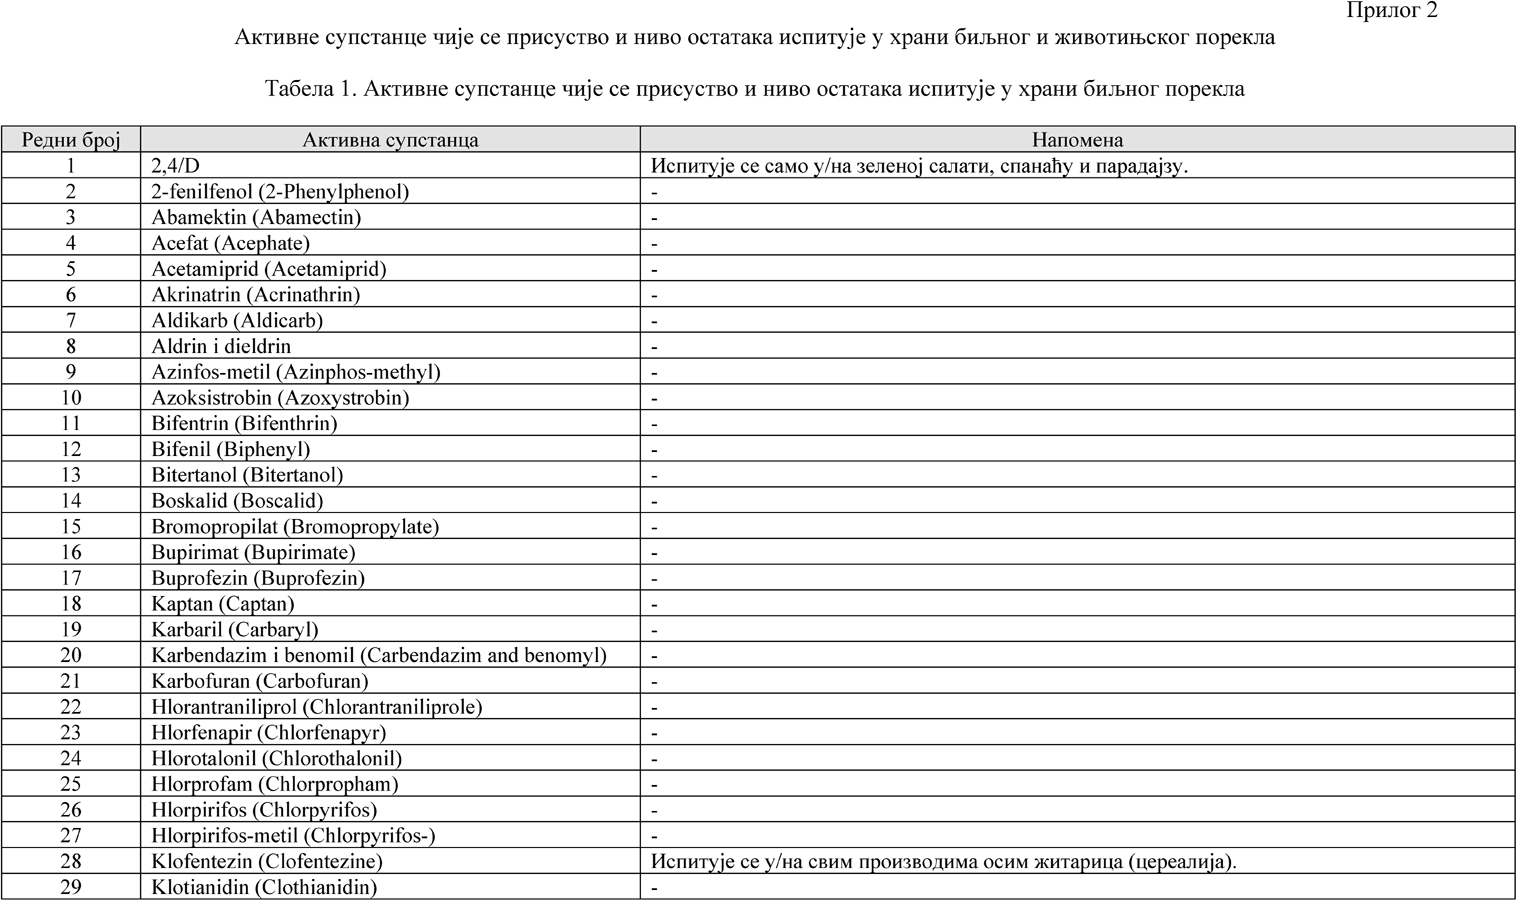 Прилог 2
Активне супстанце чије се присуство и ниво остатака испитује у храни биљног и животињског порекла
Табела 1. Активне супстанце чије се присуство и ниво остатака испитује у храни биљног порекла
Редни број Активна супстанца Напомена
1 2,4/D Испитује се само у/на зеленој салати, спанаћу и парадајзу.
2 2-fenilfenol (2-Phenylphenol) -
3 Abamektin (Abamectin) -
4 Acefat (Acephate) -
5 Acetamiprid (Acetamiprid) -
6 Akrinatrin (Acrinathrin) -
7 Aldikarb (Aldicarb) -
8 Aldrin i dieldrin -
9 Azinfos-metil (Azinphos-methyl) -
10 Azoksistrobin (Azoxystrobin) -
11 Bifentrin (Bifenthrin) -
12 Bifenil (Biphenyl) -
13 Bitertanol (Bitertanol) -
14 Boskalid (Boscalid) -
15 Bromopropilat (Bromopropylate) -
16 Bupirimat (Bupirimate) -
17 Buprofezin (Buprofezin) -
18 Kaptan (Captan) -
19 Karbaril (Carbaryl) -
20 Karbendazim i benomil (Carbendazim and benomyl) -
21 Karbofuran (Carbofuran) -
22 Hlorantraniliprol (Chlorantraniliprole) -
23 Hlorfenapir (Chlorfenapyr) -
24 Hlorotalonil (Chlorothalonil) -
25 Hlorprofam (Chlorpropham) -
26 Hlorpirifos (Chlorpyrifos) -
27 Hlorpirifos-metil (Chlorpyrifos-) -
28 Klofentezin (Clofentezine) Испитује се у/на свим производима осим житарица (цереалија).
29 Klotianidin (Clothianidin) -